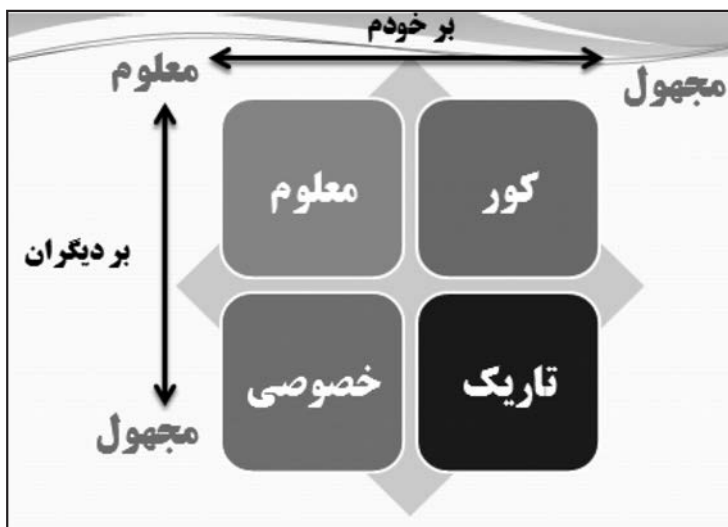 بر خودم
مجهول
معلوم
کور
معلوم
بر دیگران
تاریک
خصوصی
مجهول